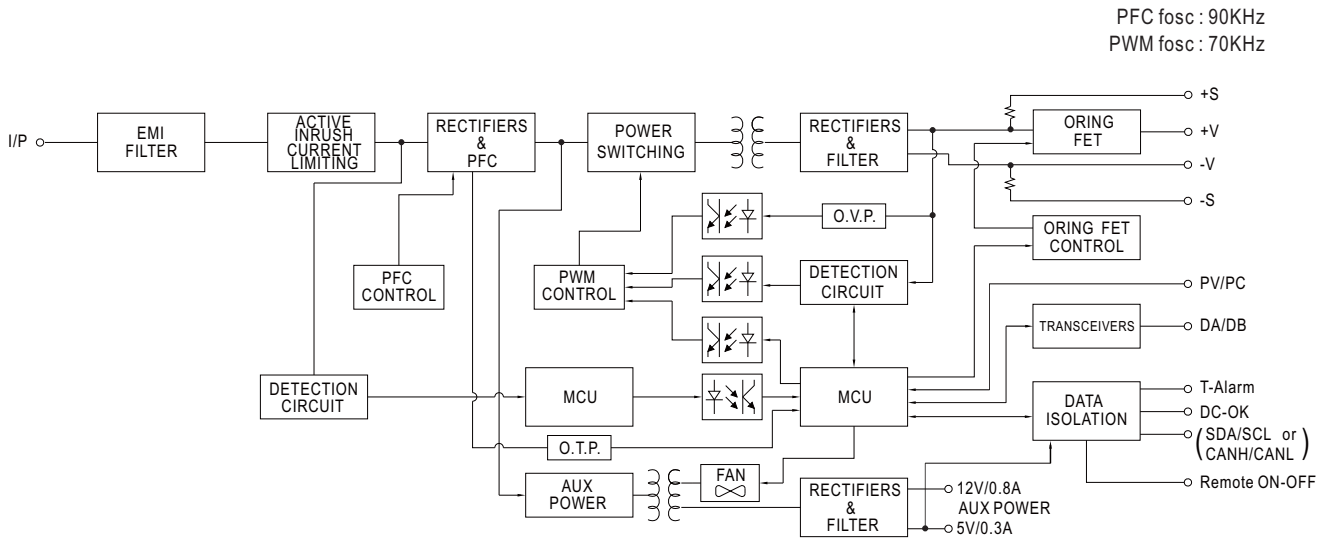 PFC fosc : 90KHz
PWM fosc : 70KHz
I/P
EMI
FILTER
ACTIVE
INRUSH
CURRENT
LIMITING
RECTIFIERS
&
PFC
POWER
SWITCHING
RECTIFIERS
&
FILTER
+S
ORING
FET
+V
-V
-S
O.V.P.
ORING FET
CONTROL
PFC
CONTROL
PWM
CONTROL
DETECTION
CIRCUIT
PV/PC
TRANSCEIVERS
DA/DB
DETECTION
CIRCUIT
MCU
MCU
DATA
ISOLATION
T-Alarm
DC-OK
(SDA/SCL or
CANH/CANL)
Remote ON-OFF
O.T.P.
AUX
POWER
FAN
RECTIFIERS
&
FILTER
12V/0.8A
AUX POWER
5V/0.3A